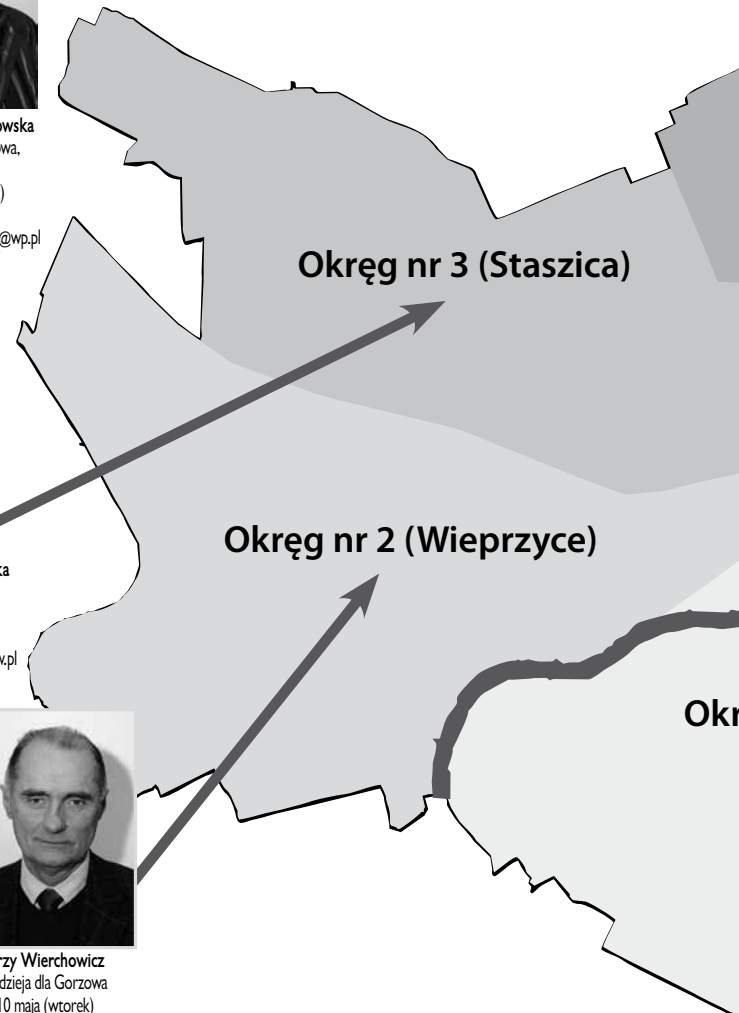 owska
owa,
)
@wp.pl
Okręg nr 3 (Staszica)
Okręg nr 2 (Wieprzyce)
ka
w.pl
Okr
rzy Wierchowicz
dzieja dla Gorzowa
10 maja (wtorek)